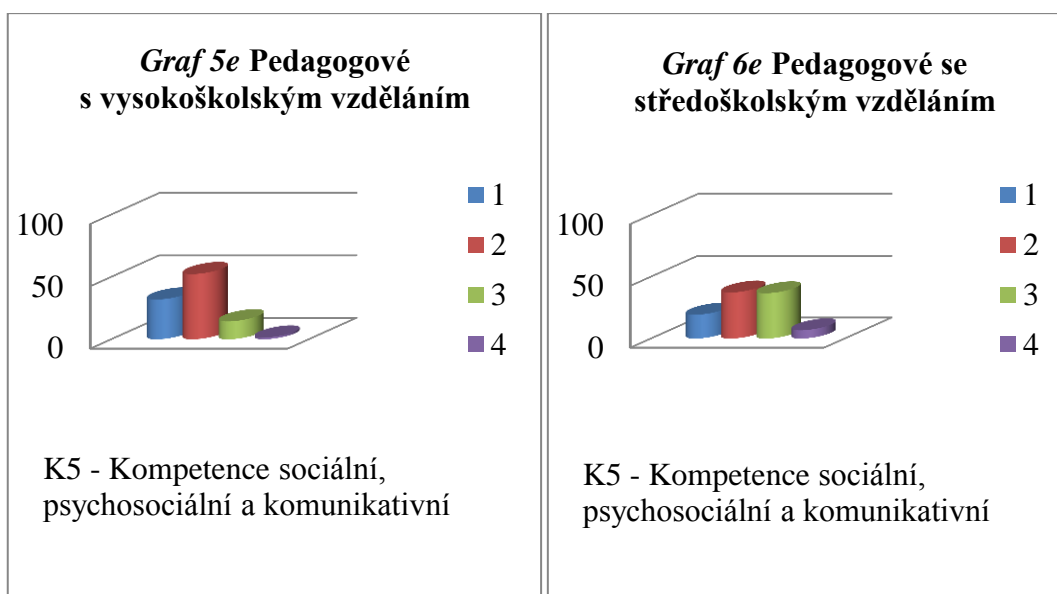 Graf 5e Pedagogové
s vysokoškolským vzděláním
100
50
0
1
2
3
4
K5 - Kompetence sociální,
psychosociální a komunikativní
Graf 6e Pedagogové se
středoškolským vzděláním
100
50
0
1
2
3
4
K5 - Kompetence sociální,
psychosociální a komunikativní